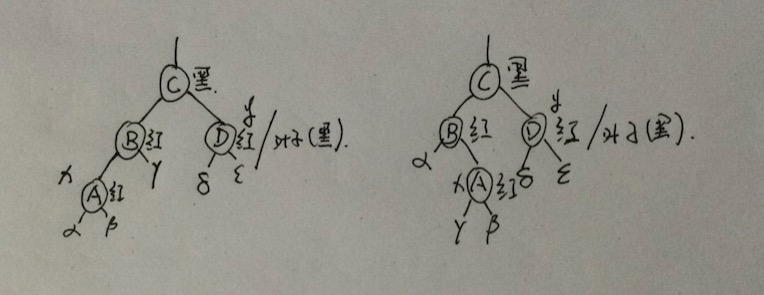 C 黑. C 黑
B 红 D 红 y / 叶子(黑). B 红 D 红 y / 叶子(黑).
x A 红 γ δ ε α x A 红 δ ε
α β γ β